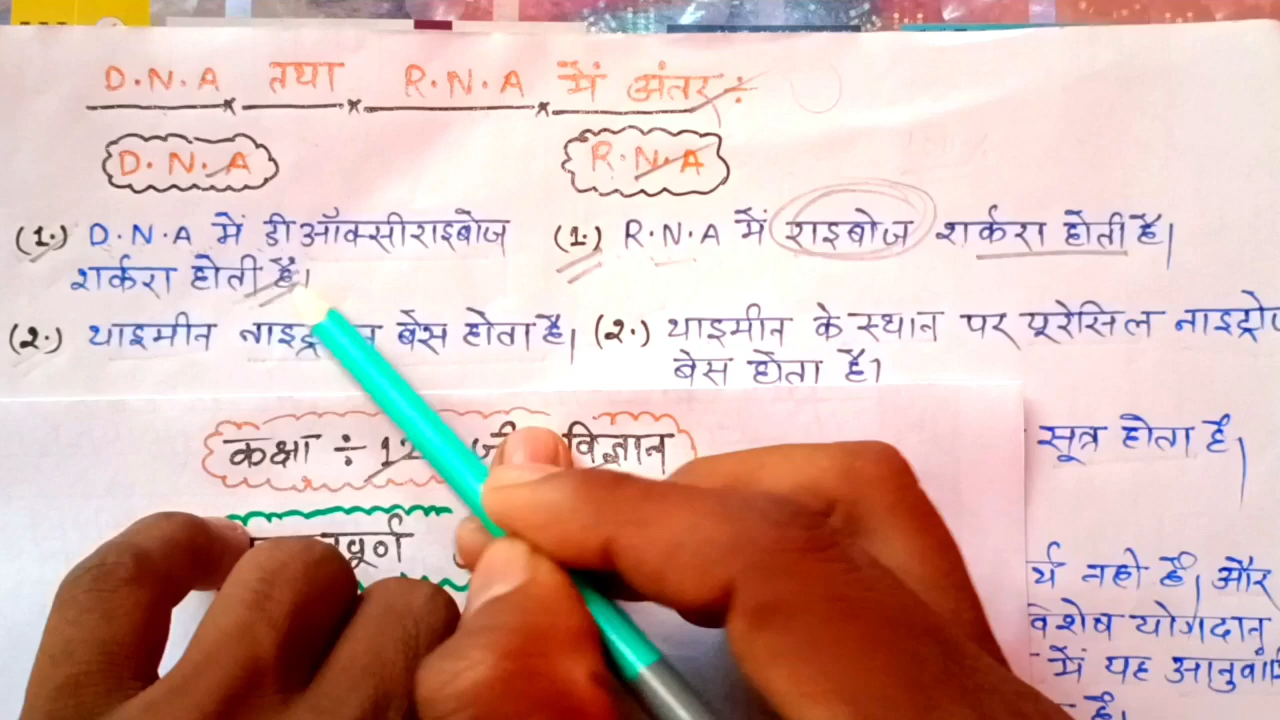 D.N.A तथा R.N.A में अंतर ÷
D.N.A
R.N.A
(1.) D.N.A में डीऑक्सीराइबोज
शर्करा होती है।
(1.) R.N.A में राइबोज शर्करा होती है।
(2.) थाइमीन बेस होता है।
(2.) थाइमीन के स्थान पर यूरेसिल नाइट्रो
बेस होता है।
सूत्र होता है।
कक्षा ÷ 12 विज्ञान
र्य नही है, और
विशेष योगदान
में यह
है।